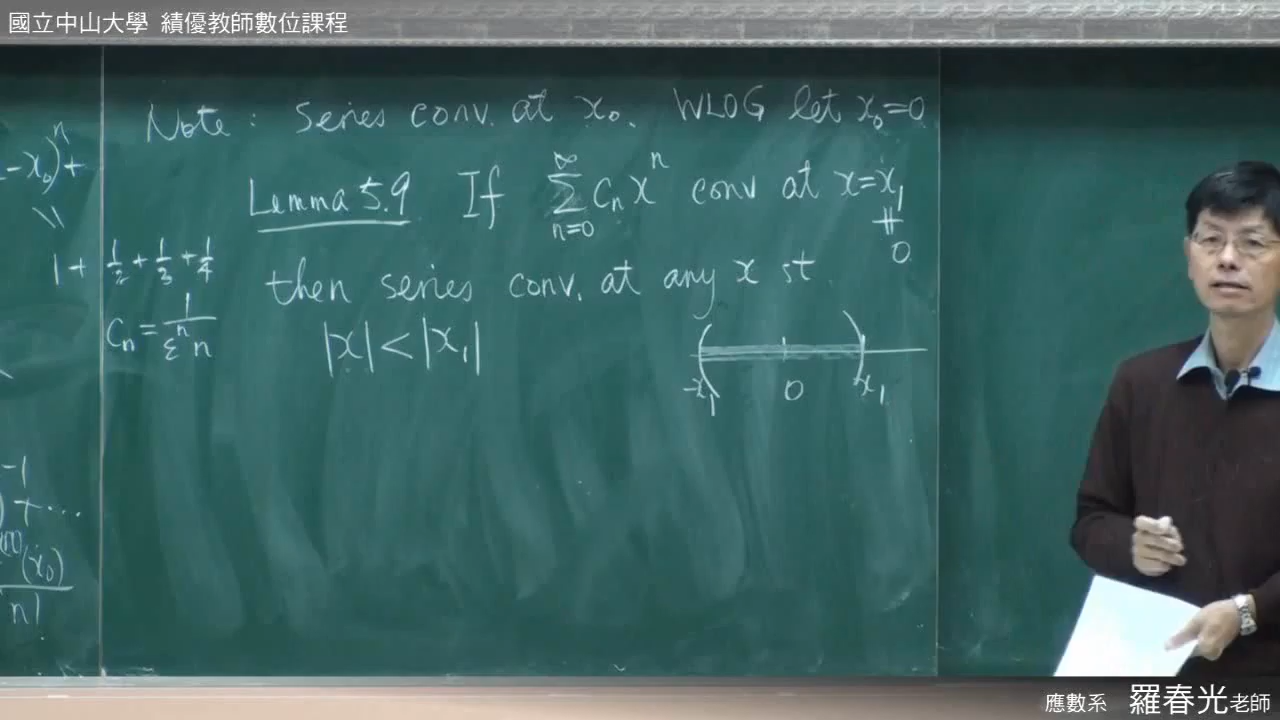 國立中山大學 績優教師數位課程
Note: series conv. at x₀. WLOG let x₀=0
Lemma 5.9 If ∑_{n=0}^{∞} Cₙxⁿ conv at x=x₁
≠
0
then series conv. at any x st
|x|<|x₁|
-x₁ 0 x₁
-x₀)ⁿ+
1+ 1/2+1/3+1/4
Cₙ=1/(εⁿn)
-1
)+...
(x₀)
n!
應數系 羅春光老師